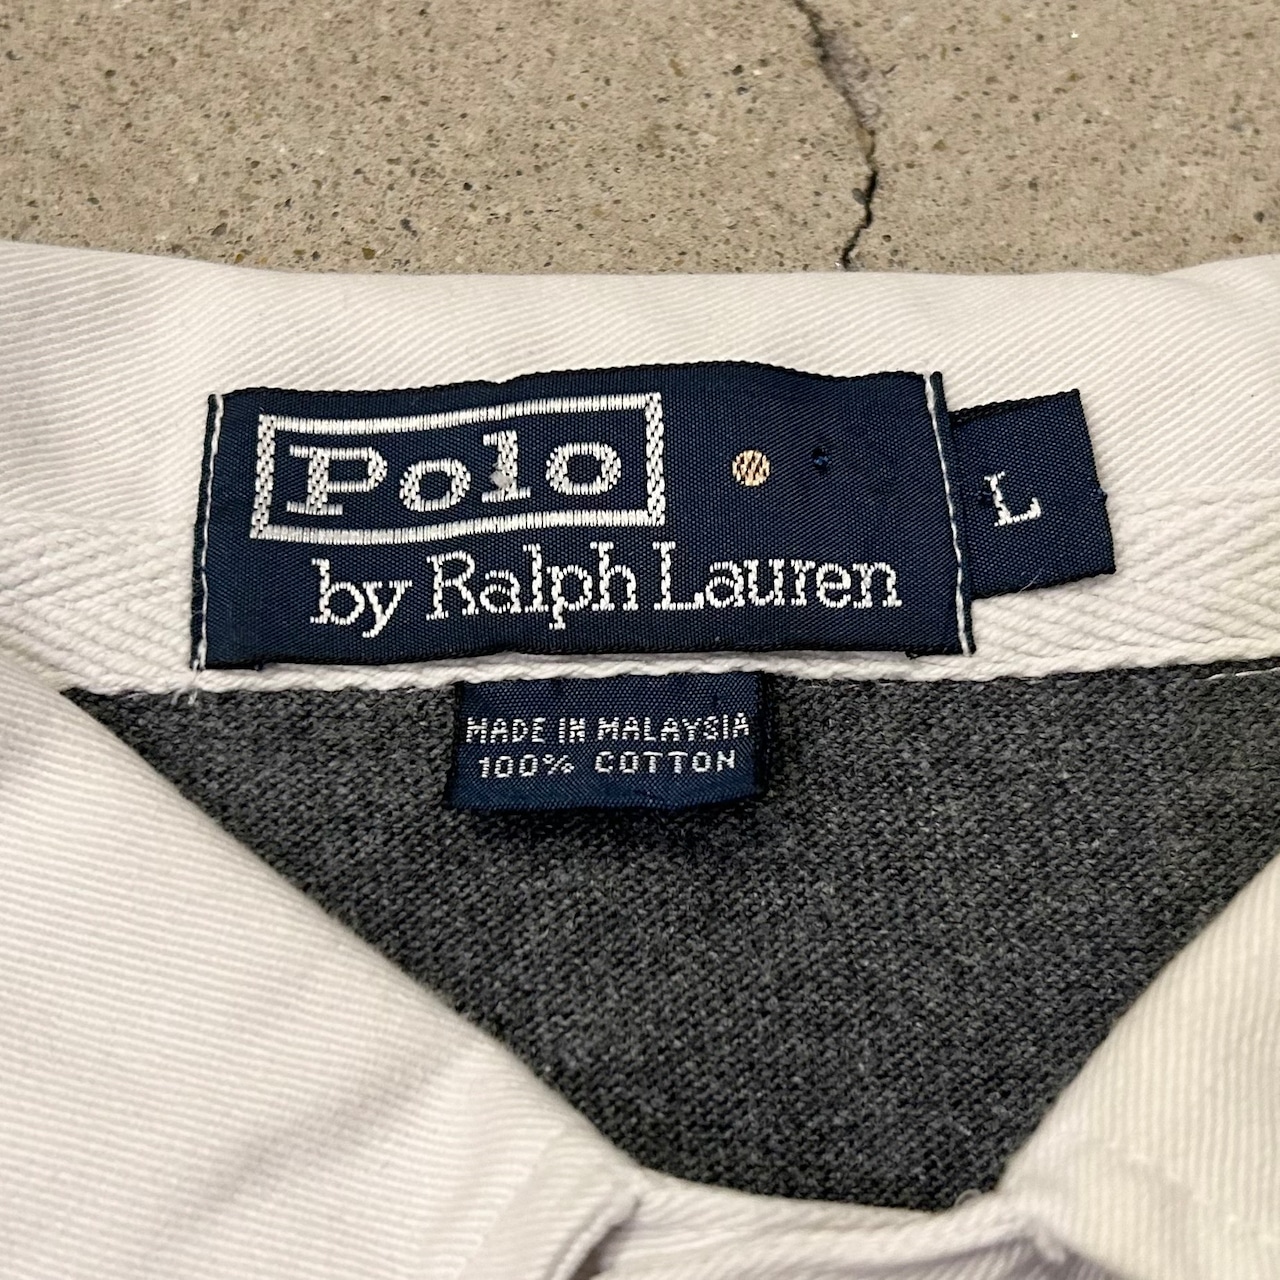 Polo
by Ralph Lauren
L
MADE IN MALAYSIA
100% COTTON